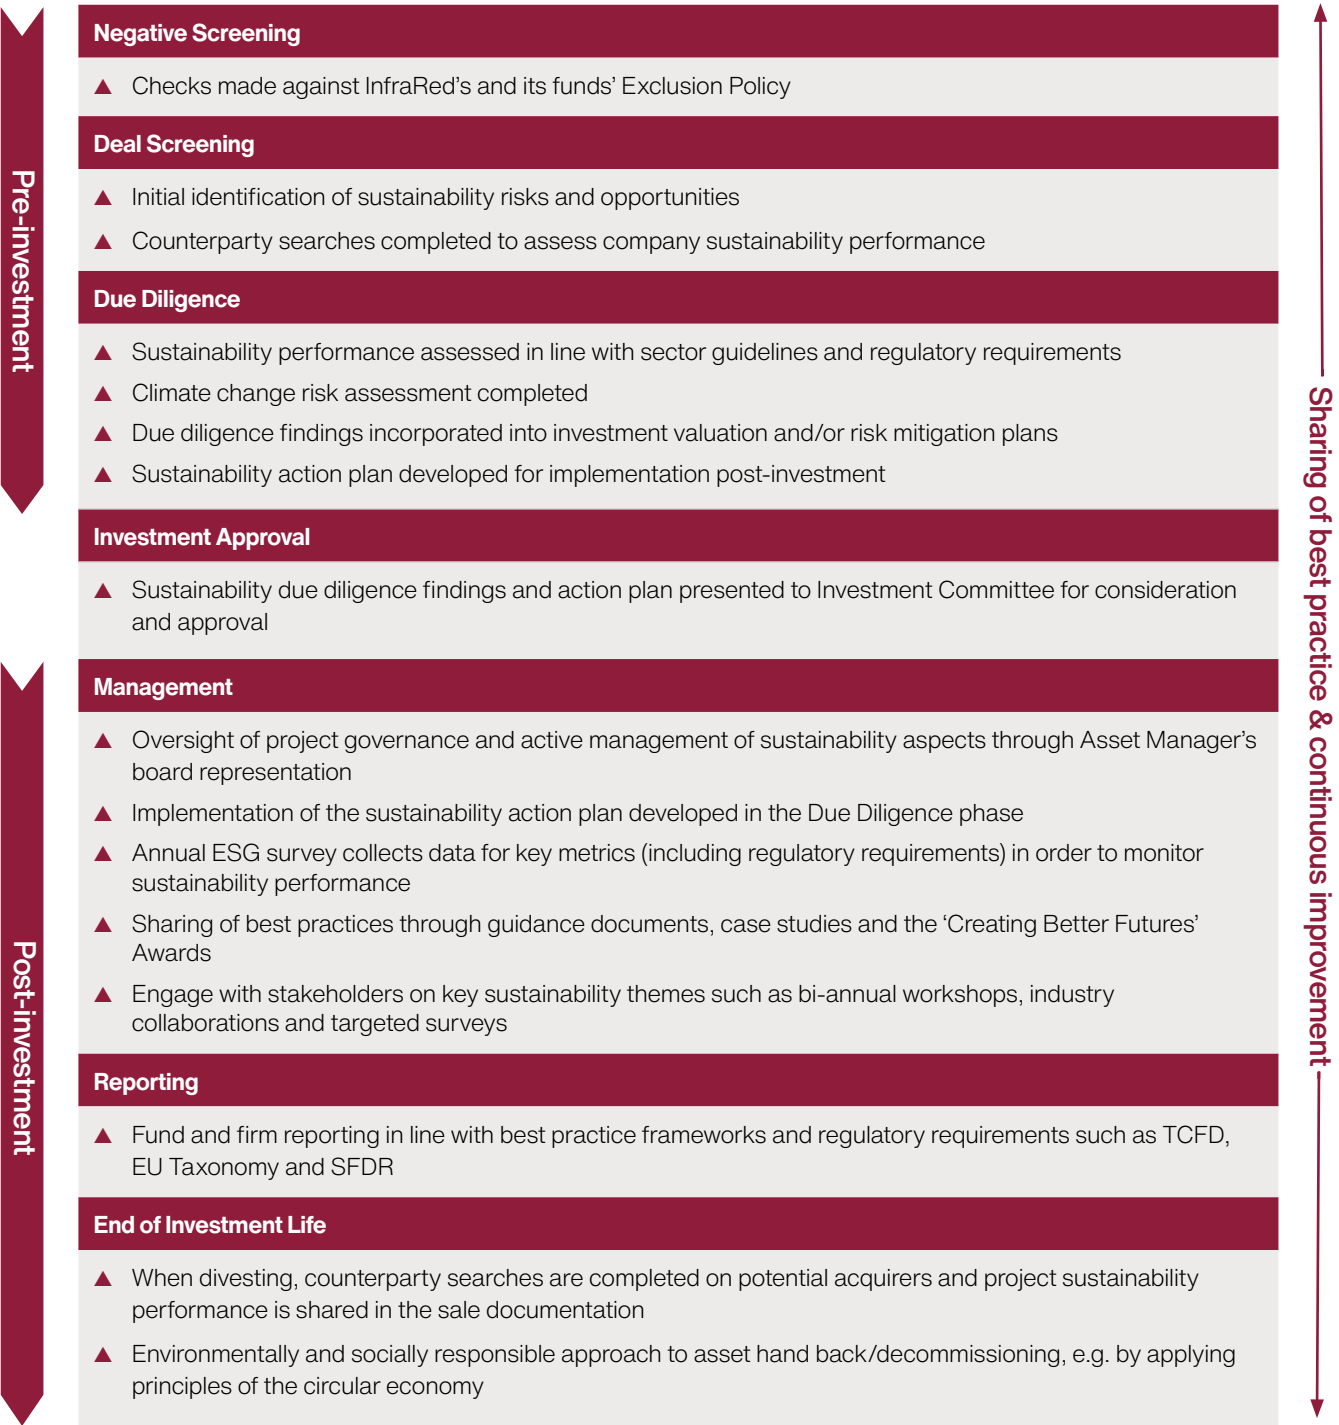 Negative Screening
Checks made against InfraRed’s and its funds’ Exclusion Policy
Deal Screening
Initial identification of sustainability risks and opportunities
Counterparty searches completed to assess company sustainability performance
Due Diligence
Sustainability performance assessed in line with sector guidelines and regulatory requirements
Climate change risk assessment completed
Due diligence findings incorporated into investment valuation and/or risk mitigation plans
Sustainability action plan developed for implementation post-investment
Pre-investment
Investment Approval
Sustainability due diligence findings and action plan presented to Investment Committee for consideration
and approval
Management
Oversight of project governance and active management of sustainability aspects through Asset Manager’s
board representation
Implementation of the sustainability action plan developed in the Due Diligence phase
Annual ESG survey collects data for key metrics (including regulatory requirements) in order to monitor
sustainability performance
Sharing of best practices through guidance documents, case studies and the ‘Creating Better Futures’
Awards
Engage with stakeholders on key sustainability themes such as bi-annual workshops, industry
collaborations and targeted surveys
Reporting
Fund and firm reporting in line with best practice frameworks and regulatory requirements such as TCFD,
EU Taxonomy and SFDR
End of Investment Life
When divesting, counterparty searches are completed on potential acquirers and project sustainability
performance is shared in the sale documentation
Environmentally and socially responsible approach to asset hand back/decommissioning, e.g. by applying
principles of the circular economy
Post-investment
Sharing of best practice & continuous improvement